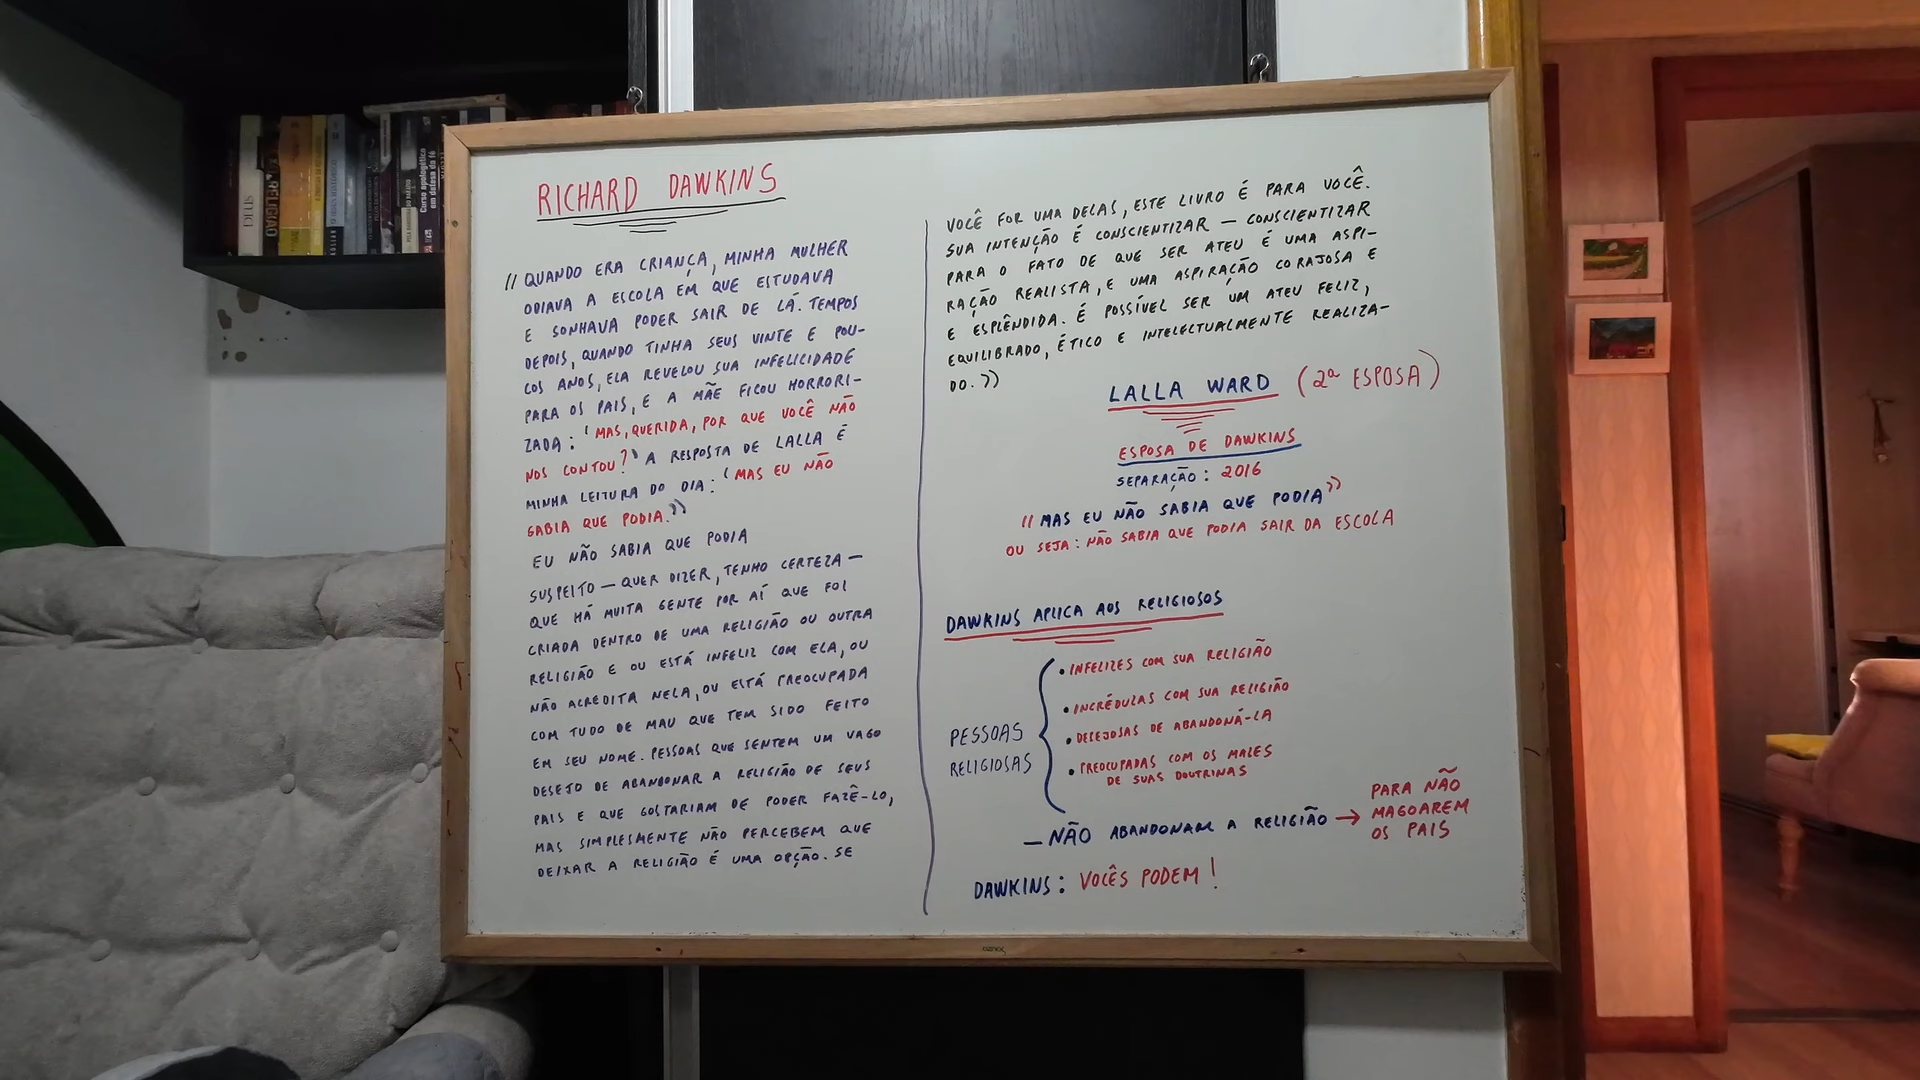 RICHARD DAWKINS
"QUANDO ERA CRIANÇA, MINHA MULHER
ODIAVA A ESCOLA EM QUE ESTUDAVA
E SONHAVA PODER SAIR DE LÁ. TEMPOS
DEPOIS, QUANDO TINHA SEUS VINTE E POU-
COS ANOS, ELA REVELOU SUA INFELICIDADE
PARA OS PAIS, E A MÃE FICOU HORRORI-
ZADA: 'MAS, QUERIDA, POR QUE VOCÊ NÃO
NOS CONTOU?' A RESPOSTA DE LALLA É
MINHA LEITURA DO DIA: 'MAS EU NÃO
SABIA QUE PODIA.'"
EU NÃO SABIA QUE PODIA
SUSPEITO — QUER DIZER, TENHO CERTEZA —
QUE HÁ MUITA GENTE POR AÍ QUE FOI
CRIADA DENTRO DE UMA RELIGIÃO OU OUTRA
RELIGIÃO E OU ESTÁ INFELIZ COM ELA, OU
NÃO ACREDITA NELA, OU ESTÁ PREOCUPADA
COM TUDO DE MAU QUE TEM SIDO FEITO
EM SEU NOME. PESSOAS QUE SENTEM UM VAGO
DESEJO DE ABANDONAR A RELIGIÃO DE SEUS
PAIS E QUE GOSTARIAM DE PODER FAZÊ-LO,
MAS SIMPLESMENTE NÃO PERCEBEM QUE
DEIXAR A RELIGIÃO É UMA OPÇÃO. SE
VOCÊ FOR UMA DELAS, ESTE LIVRO É PARA VOCÊ.
SUA INTENÇÃO É CONSCIENTIZAR — CONSCIENTIZAR
PARA O FATO DE QUE SER ATEU É UMA ASPI-
RAÇÃO REALISTA, E UMA ASPIRAÇÃO CORAJOSA E
E ESPLÊNDIDA. É POSSÍVEL SER UM ATEU FELIZ,
EQUILIBRADO, ÉTICO E INTELECTUALMENTE REALIZA-
DO."
LALLA WARD (2ª ESPOSA)
ESPOSA DE DAWKINS
SEPARAÇÃO: 2016
"MAS EU NÃO SABIA QUE PODIA"
OU SEJA: NÃO SABIA QUE PODIA SAIR DA ESCOLA
DAWKINS APLICA AOS RELIGIOSOS
PESSOAS
RELIGIOSAS
• INFELIZES COM SUA RELIGIÃO
• INCRÉDULAS COM SUA RELIGIÃO
• DESEJOSAS DE ABANDONÁ-LA
• PREOCUPADAS COM OS MALES
DE SUAS DOUTRINAS
— NÃO ABANDONAM A RELIGIÃO → PARA NÃO
MAGOAREM
OS PAIS
DAWKINS: VOCÊS PODEM!
DEUS
RELIGIÃO
Curso apologética
em defesa da fé